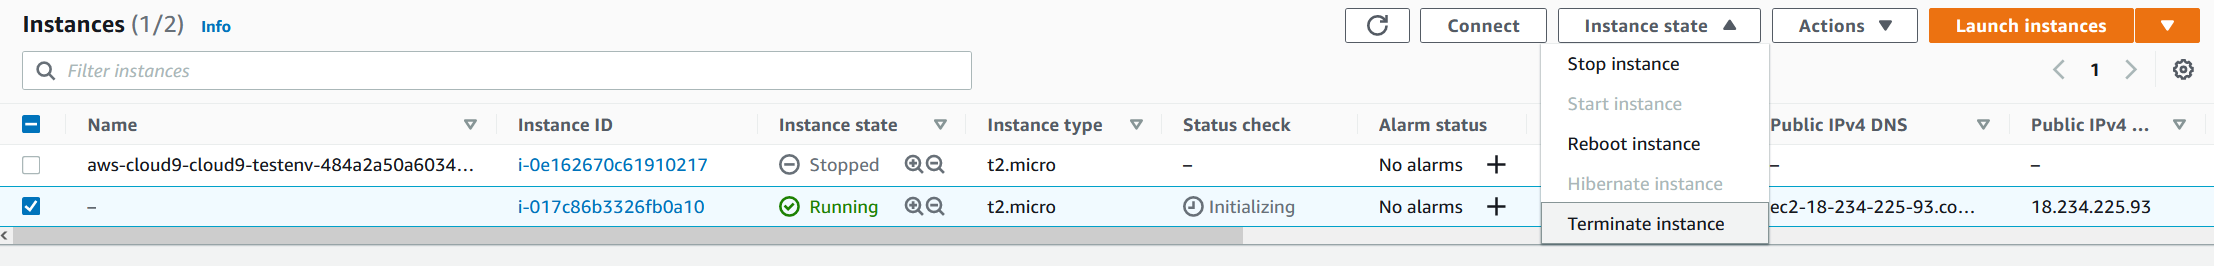 Instances (1/2) Info
Connect
Instance state
Actions
Launch instances
Filter instances
Stop instance
Start instance
Reboot instance
Hibernate instance
Terminate instance
1
Name Instance ID Instance state Instance type Status check Alarm status Public IPv4 DNS Public IPv4 ...
aws-cloud9-cloud9-testenv-484a2a50a6034... i-0e162670c61910217 Stopped t2.micro – No alarms + – –
– i-017c86b3326fb0a10 Running t2.micro Initializing No alarms + ec2-18-234-225-93.co... 18.234.225.93